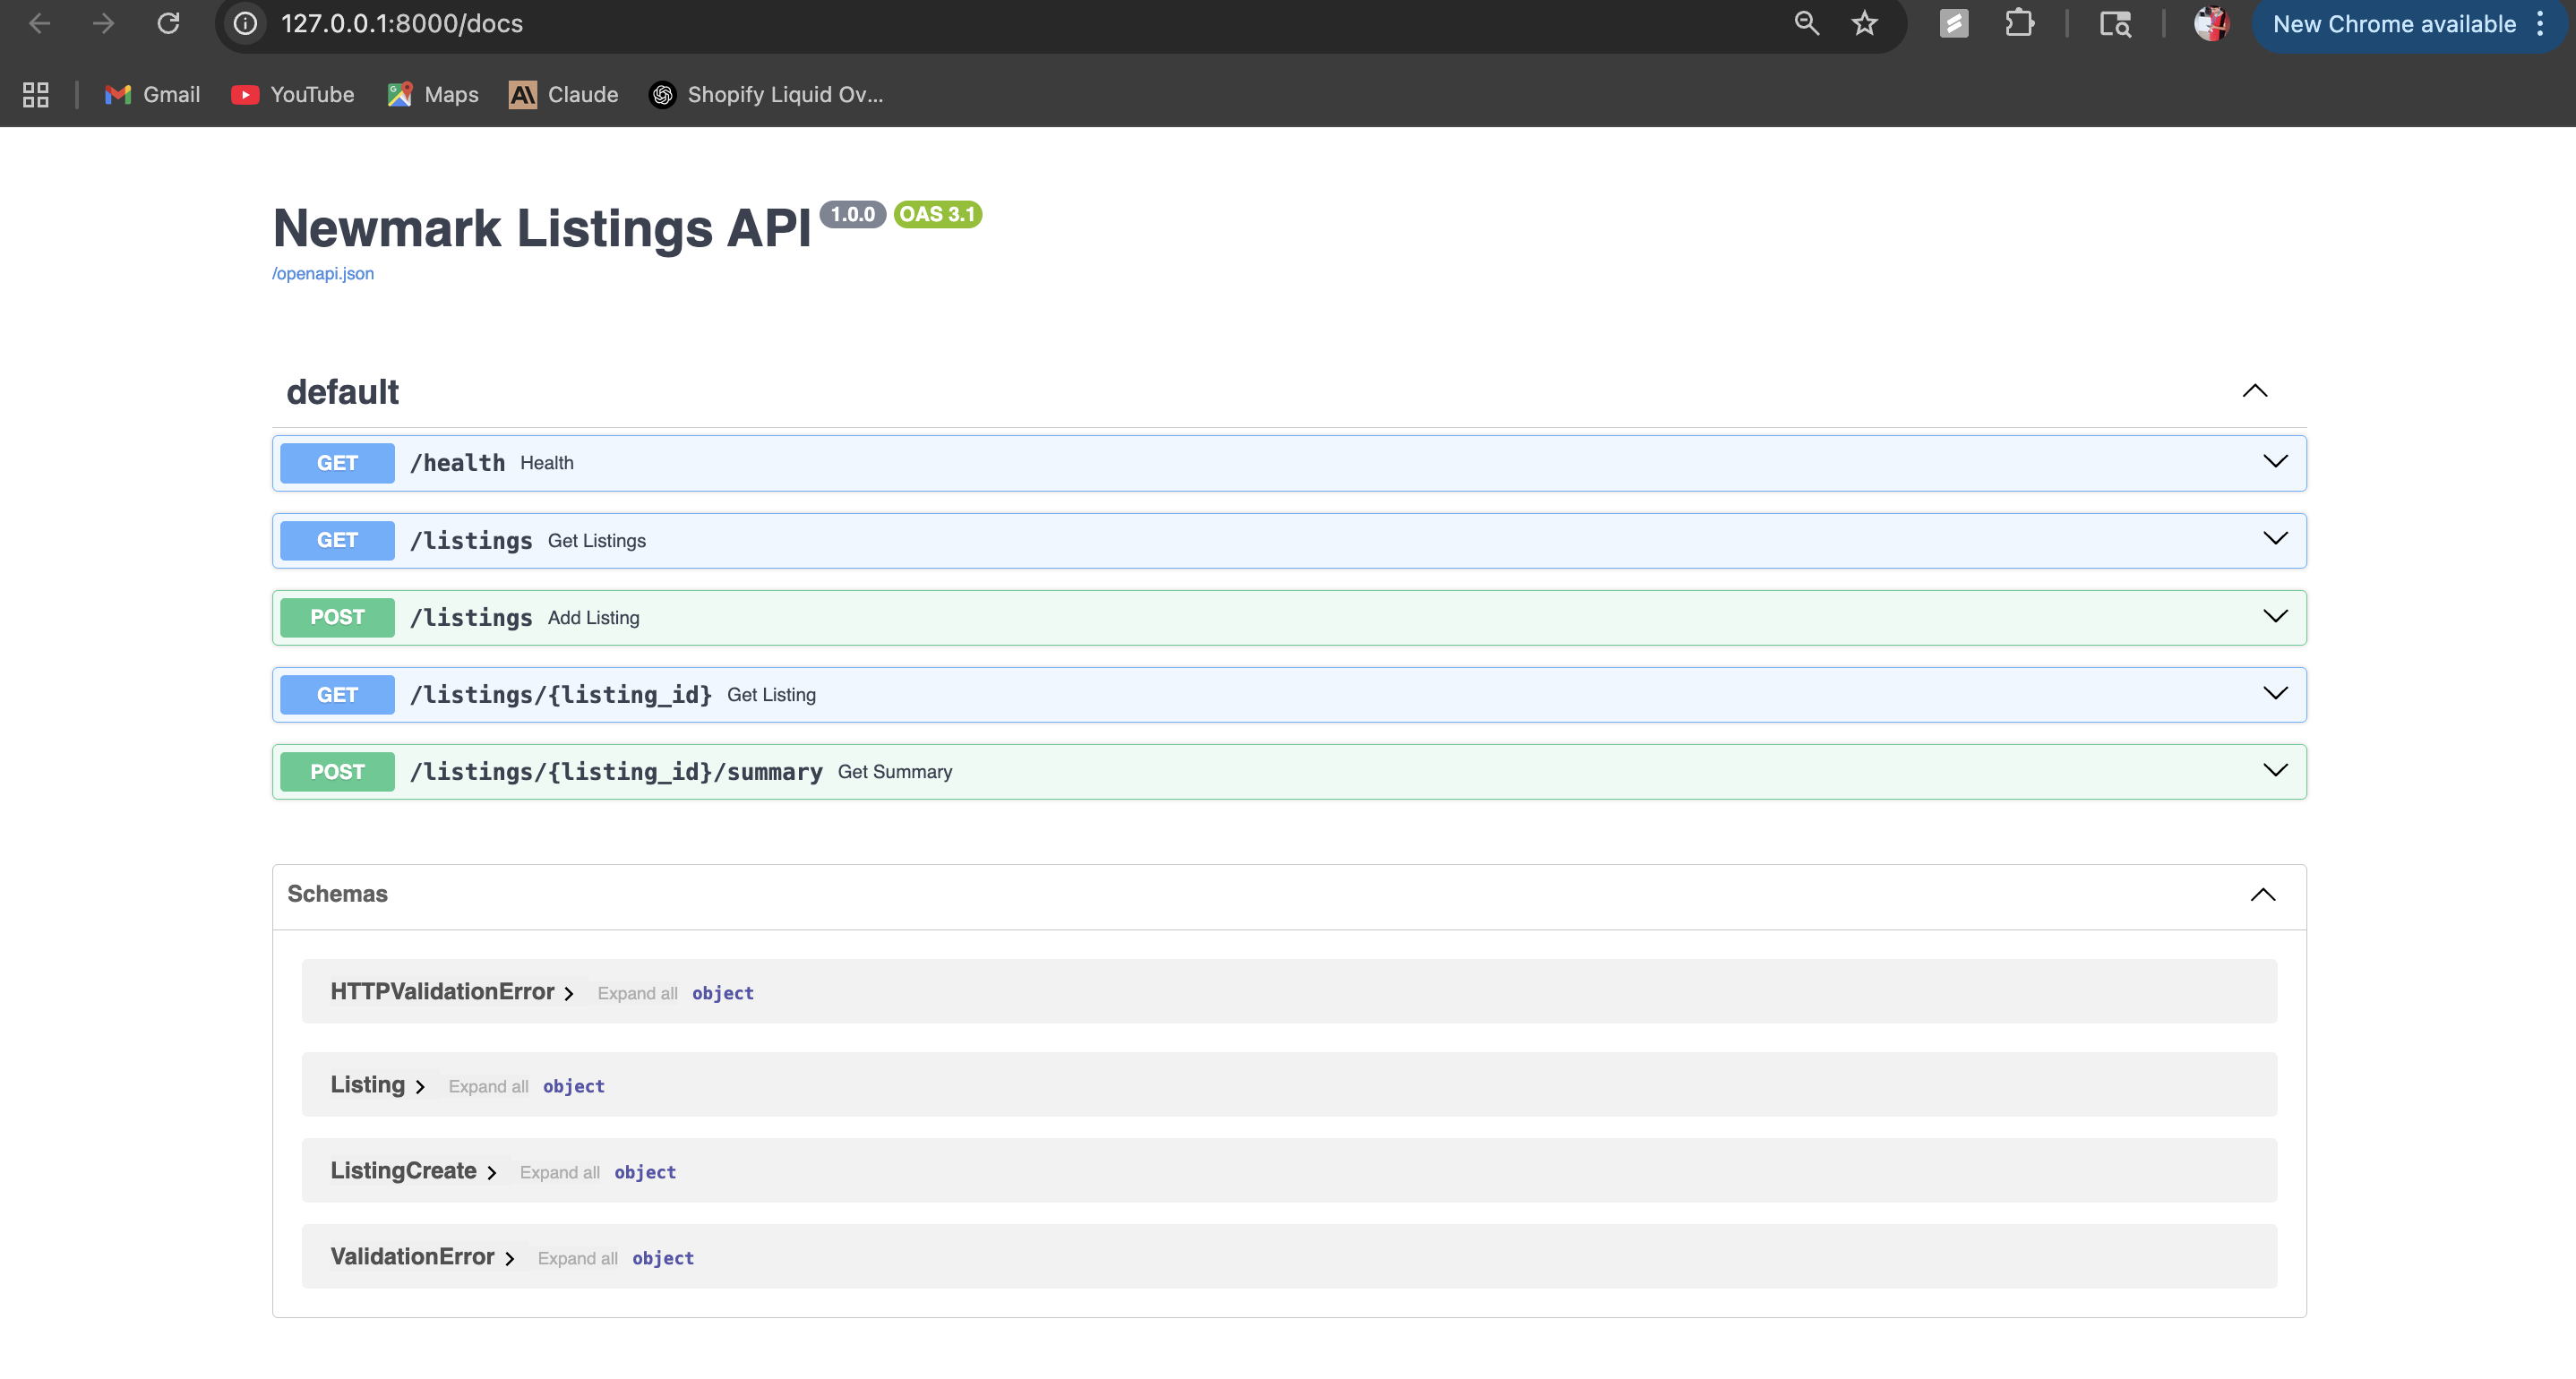 127.0.0.1:8000/docs
New Chrome available
Gmail YouTube Maps Claude Shopify Liquid Ov...
Newmark Listings API 1.0.0 OAS 3.1
/openapi.json
default
GET /health Health
GET /listings Get Listings
POST /listings Add Listing
GET /listings/{listing_id} Get Listing
POST /listings/{listing_id}/summary Get Summary
Schemas
HTTPValidationError Expand all object
Listing Expand all object
ListingCreate Expand all object
ValidationError Expand all object